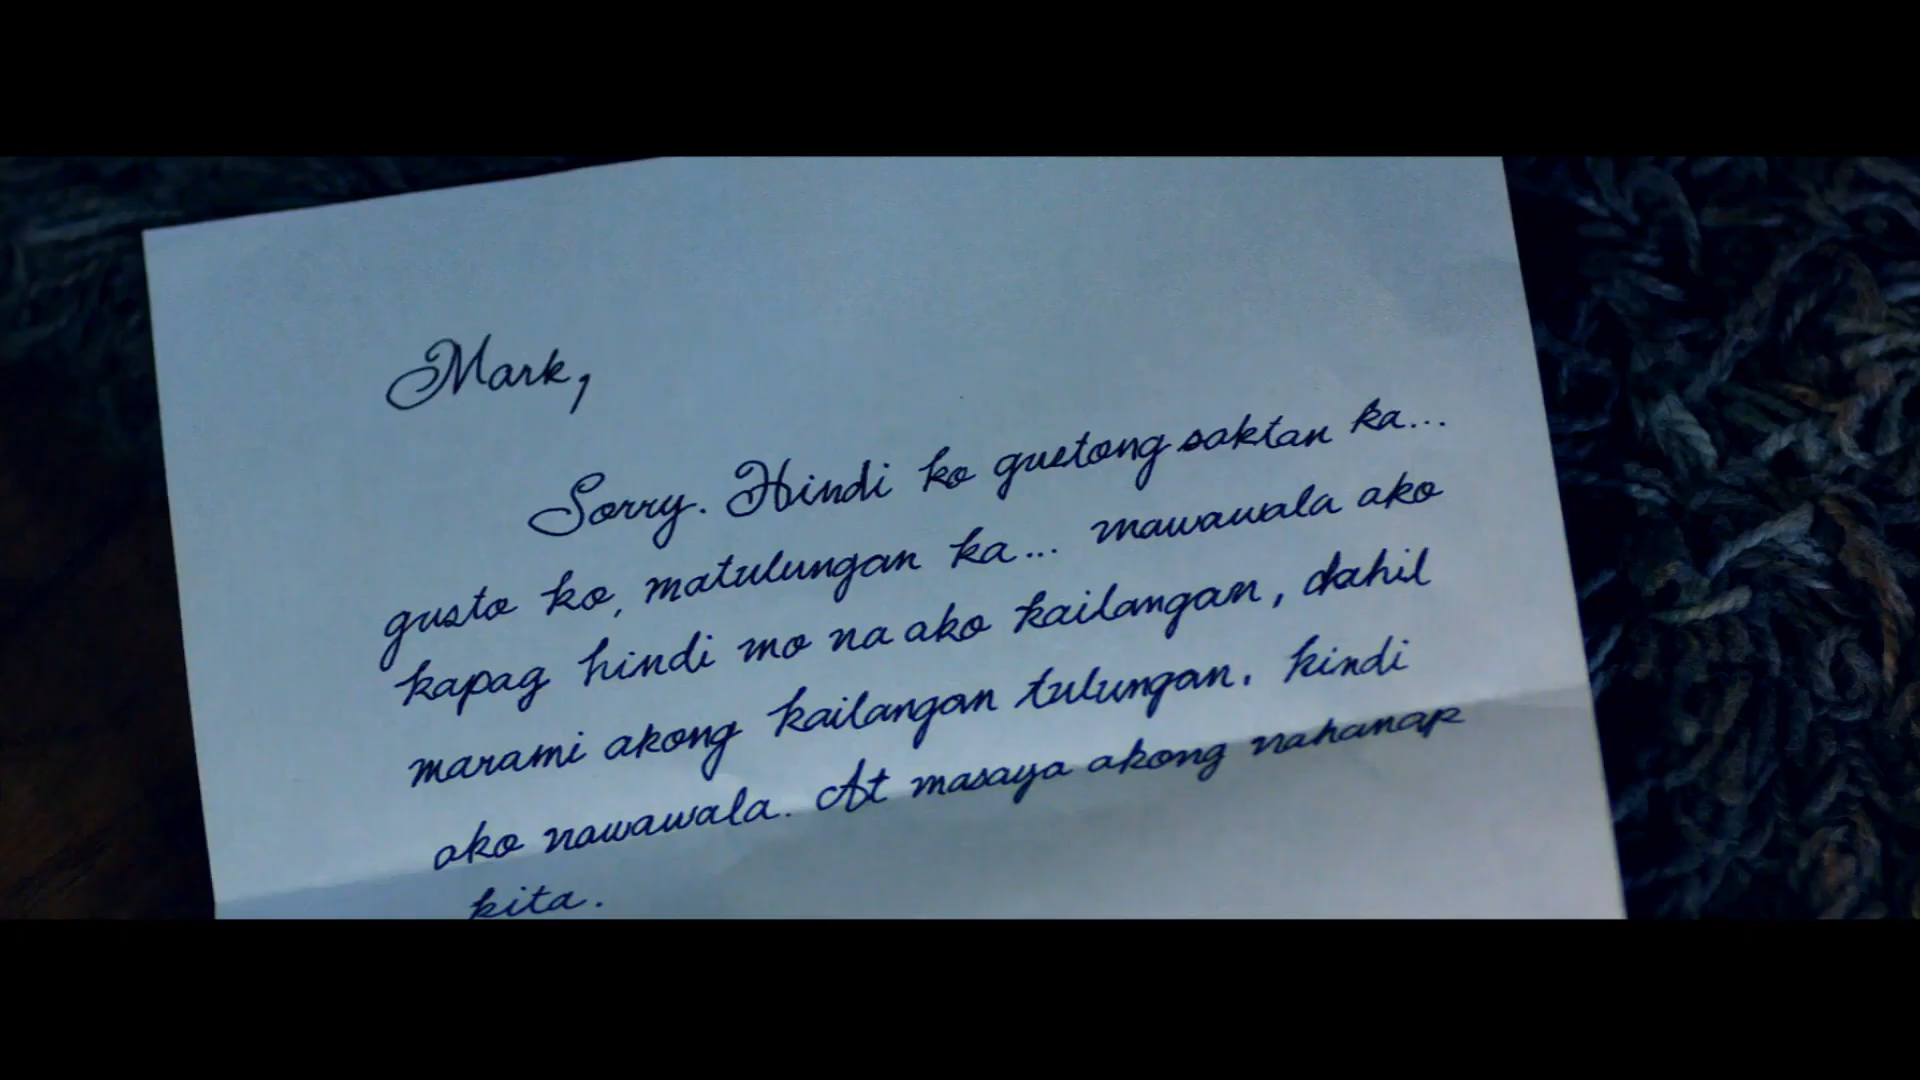 Mark,
Sorry. Hindi ko gustong saktan ka...
gusto ko, matulungan ka... mawawala ako
kapag hindi mo na ako kailangan, dahil
marami akong kailangan tulungan. hindi
ako nawawala. At masaya akong nahanap
kita.